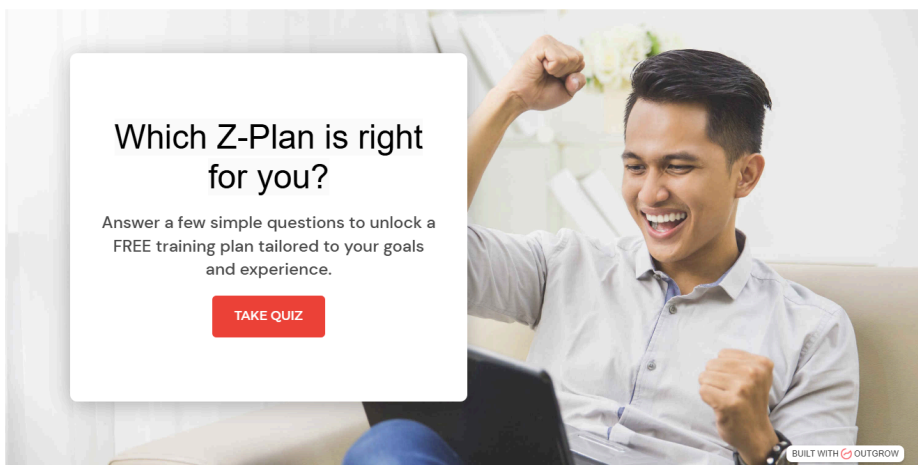 Which Z-Plan is right
for you?
Answer a few simple questions to unlock a
FREE training plan tailored to your goals
and experience.
TAKE QUIZ
BUILT WITH OUTGROW